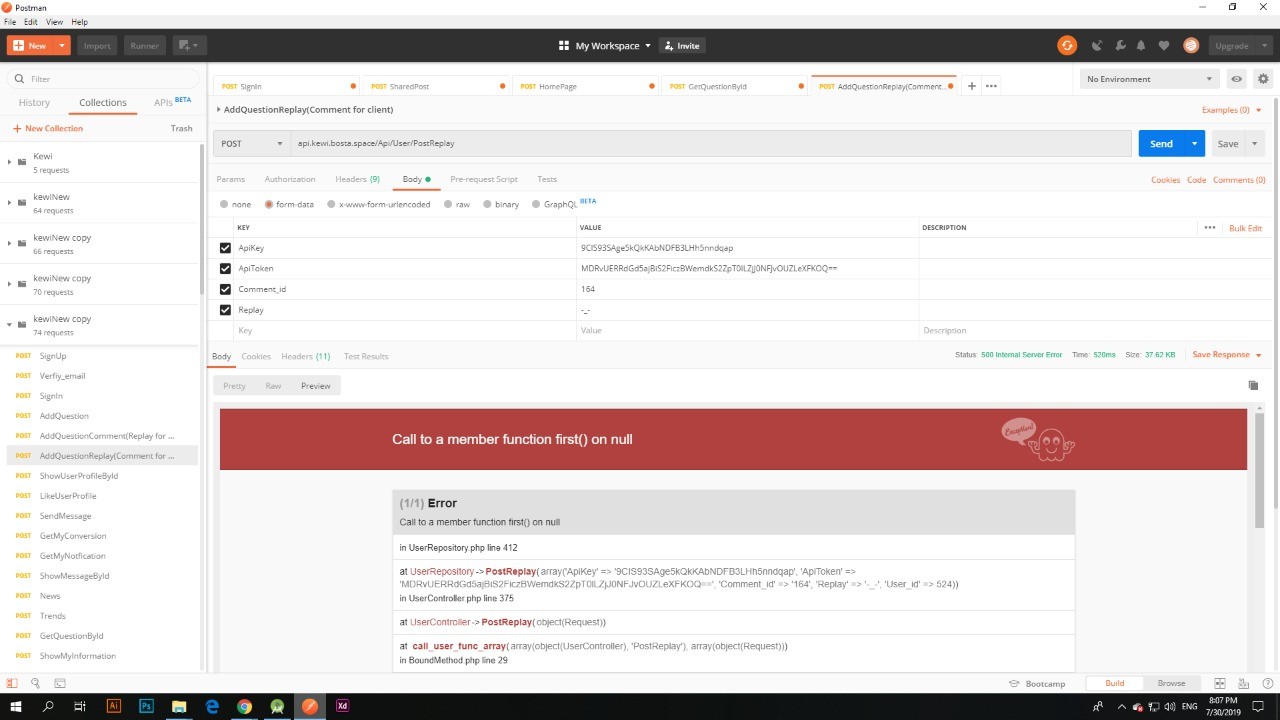 Postman
File Edit View Help
New Import Runner My Workspace Invite Upgrade
Filter
History Collections APIs BETA
+ New Collection Trash
Kewi
5 requests
kewiNew
64 requests
kewiNew copy
66 requests
kewiNew copy
70 requests
kewiNew copy
74 requests
POST SignUp
POST Verfiy_email
POST SignIn
POST AddQuestion
POST AddQuestionComment(Replay for ...
POST AddQuestionReplay(Comment for ...
POST ShowUserProfileById
POST LikeUserProfile
POST SendMessage
POST GetMyConversion
POST GetMyNotfication
POST ShowMessageById
POST News
POST Trends
POST GetQuestionById
POST ShowMyInformation
POST SignIn POST SharedPost POST HomePage POST GetQuestionById POST AddQuestionReplay(Comment... + ••• No Environment
AddQuestionReplay(Comment for client) Examples (0)
POST api.kewi.bosta.space/Api/User/PostReplay Send Save
Params Authorization Headers (9) Body Pre-request Script Tests Cookies Code Comments (0)
none form-data x-www-form-urlencoded raw binary GraphQL BETA
KEY VALUE DESCRIPTION ••• Bulk Edit
ApiKey 9CIS93SAge5kQkKAbNDFB3LHh5nndqap
ApiToken MDRvUERRdGd5ajBiS2FiczBWemdkS2ZpT0lLZjJ0NFJvOUZLeXFKOQ==
Comment_id 164
Replay -_-
Key Value Description
Body Cookies Headers (11) Test Results Status: 500 Internal Server Error Time: 520ms Size: 37.62 KB Save Response
Pretty Raw Preview
Call to a member function first() on null
Exception!
(1/1) Error
Call to a member function first() on null
in UserRepository.php line 412
at UserRepository->PostReplay(array('ApiKey' => '9CIS93SAge5kQkKAbNDFB3LHh5nndqap', 'ApiToken' =>
'MDRvUERRdGd5ajBiS2FiczBWemdkS2ZpT0lLZjJ0NFJvOUZLeXFKOQ==', 'Comment_id' => '164', 'Replay' => '-_-', 'User_id' => 524))
in UserController.php line 375
at UserController->PostReplay(object(Request))
at call_user_func_array(array(object(UserController), 'PostReplay'), array(object(Request)))
in BoundMethod.php line 29
Bootcamp Build Browse
Ai Ps Xd ENG 8:07 PM
7/30/2019